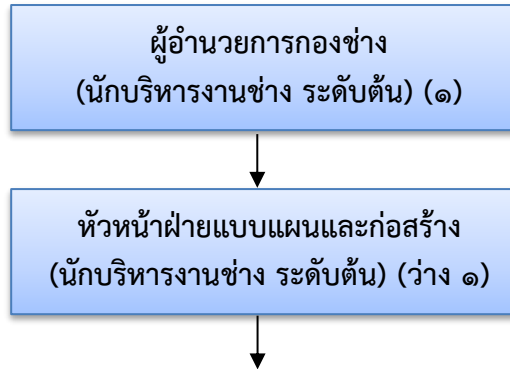 ผู้อำนวยการกองช่าง
(นักบริหารงานช่าง ระดับต้น) (๑)
หัวหน้าฝ่ายแบบแผนและก่อสร้าง
(นักบริหารงานช่าง ระดับต้น) (ว่าง ๑)